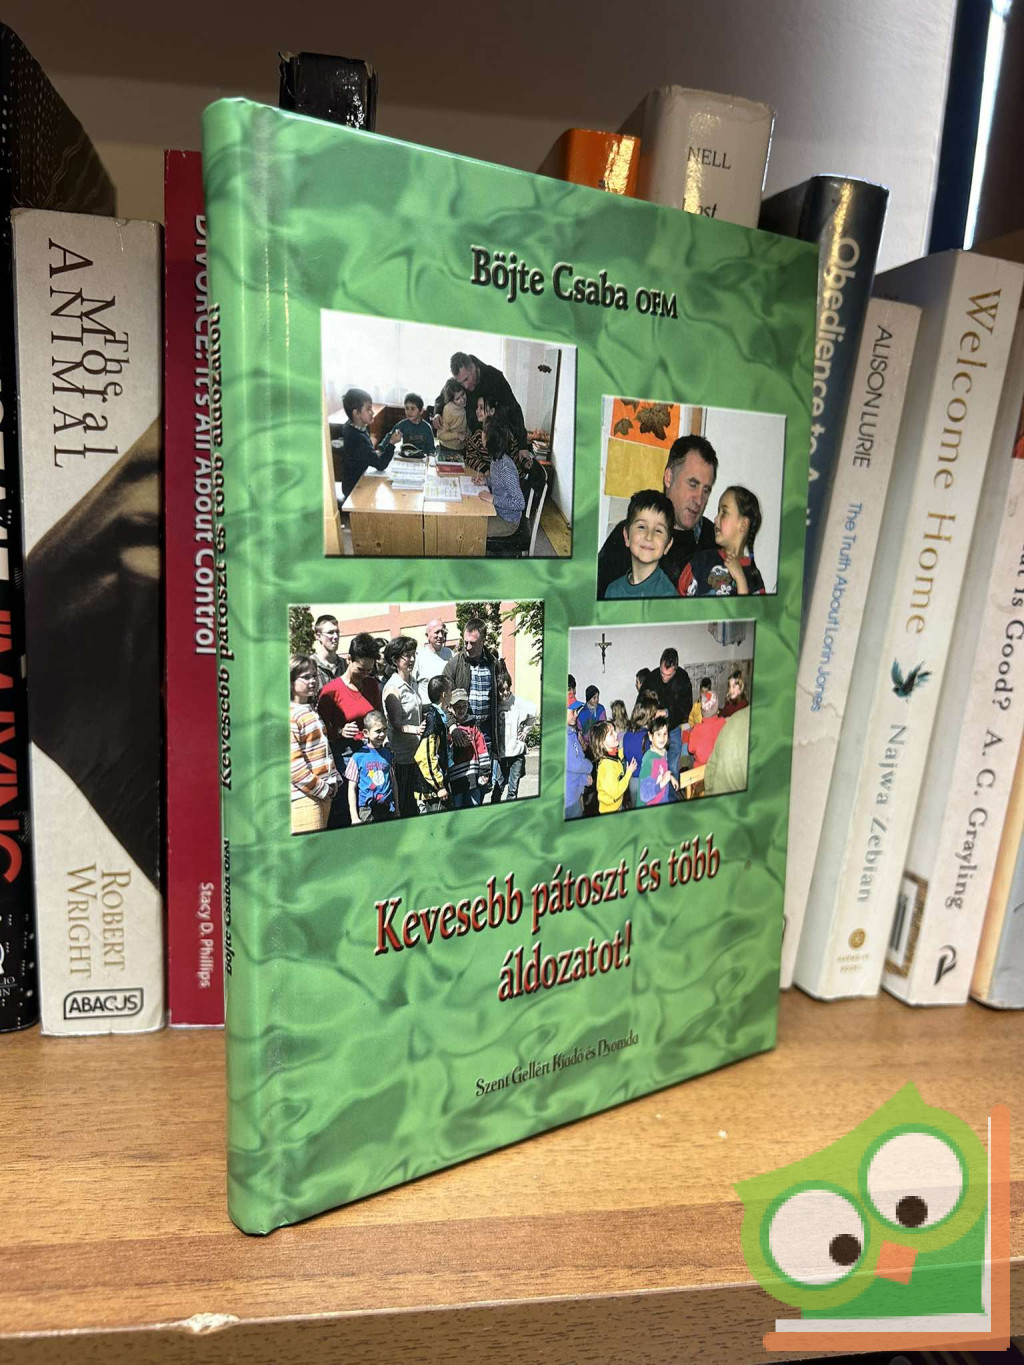 Böjte Csaba OFM
Kevesebb pátoszt és több
áldozatot!
Szent Gellért Kiadó és Nyomda
Kevesebb pátoszt és több áldozatot!
Böjte Csaba OFM
The
Moral
ANIMAL
ROBERT
WRIGHT
ABACUS
DIVORCE: It's All About Control
Stacy D. Phillips
NELL
Obedience to
ALISON LURIE
The Truth About Lorin Jones
Welcome Home
Najwa Zebian
is Good?
A. C. Grayling